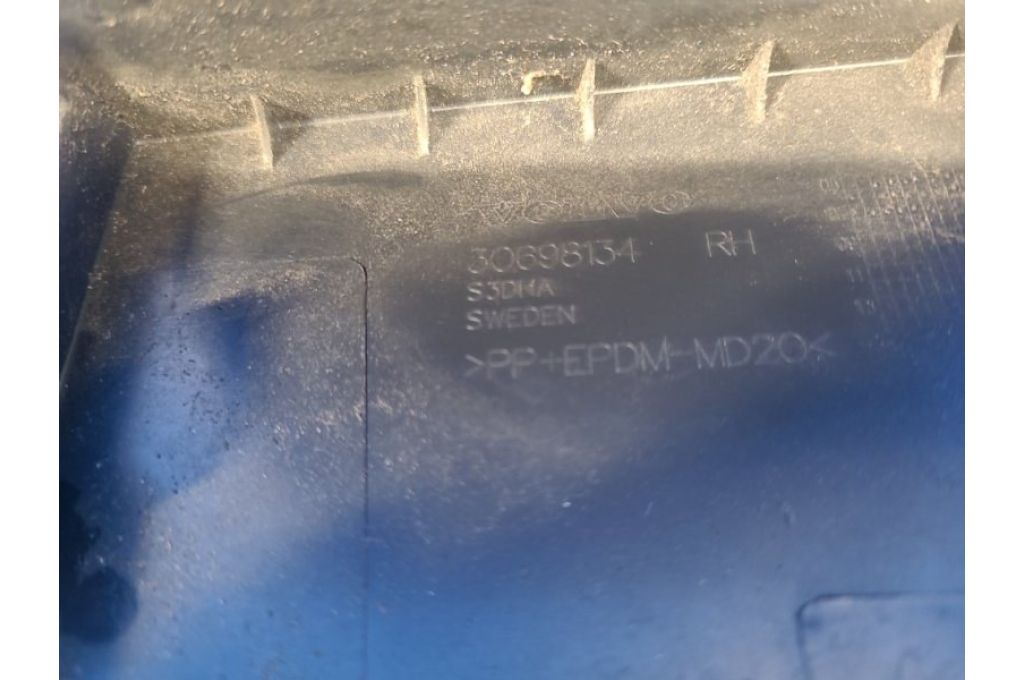 VOLVO
30698134 RH
SWEDEN
>PP+EPDM-MD20<